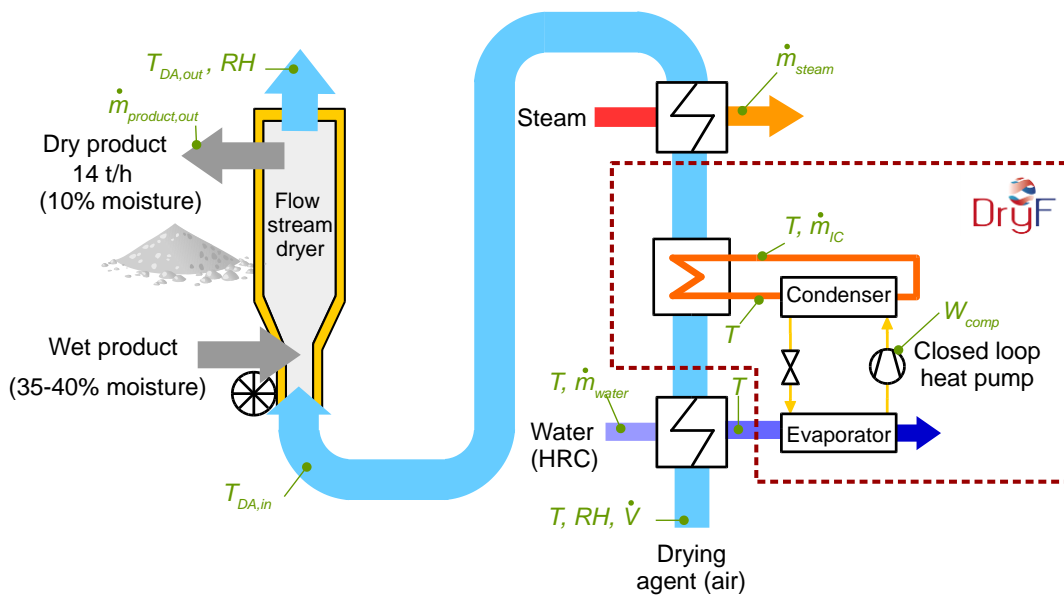 T_DA,out , RH
ṁ_product,out
Dry product
14 t/h
(10% moisture)
Flow
stream
dryer
Wet product
(35-40% moisture)
T_DA,in
Steam
ṁ_steam
DryF
T, ṁ_IC
Condenser
T
W_comp
Closed loop
heat pump
T, ṁ_water
T
Water
(HRC)
Evaporator
T, RH, V̇
Drying
agent (air)